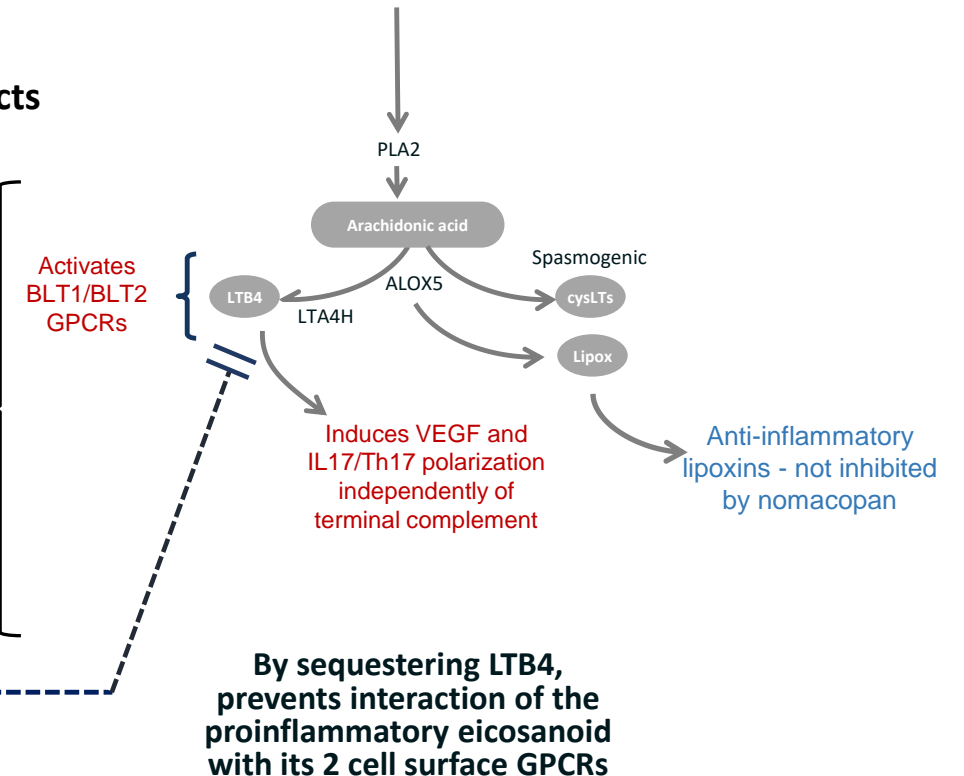 cts
PLA2
Arachidonic acid
Spasmogenic
Activates
BLT1/BLT2
GPCRs
LTB4
ALOX5
cysLTs
LTA4H
Lipox
Induces VEGF and
IL17/Th17 polarization
independently of
terminal complement
Anti-inflammatory
lipoxins - not inhibited
by nomacopan
By sequestering LTB4,
prevents interaction of the
proinflammatory eicosanoid
with its 2 cell surface GPCRs